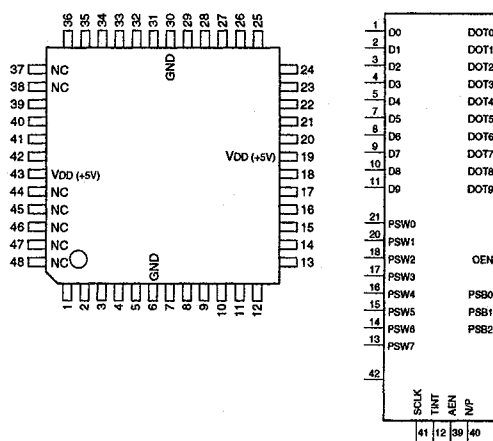 36 35 34 33 32 31 30 29 28 27 26 25
GND
37 NC 24
38 NC 23
39 22
40 21
41 20
42 VDD (+5V) 19
43 VDD (+5V) 18
44 NC 17
45 NC 16
46 NC 15
47 NC 14
48 NC 13
GND
1 2 3 4 5 6 7 8 9 10 11 12
1 D0 DOT0
2 D1 DOT1
3 D2 DOT2
4 D3 DOT3
5 D4 DOT4
7 D5 DOT5
8 D6 DOT6
9 D7 DOT7
10 D8 DOT8
11 D9 DOT9
21 PSW0
20 PSW1
18 PSW2 OEN
17 PSW3
16 PSW4 PSB0
15 PSW5 PSB1
14 PSW6 PSB2
13 PSW7
42
SCLK TINT AEN N/P
41 12 39 40